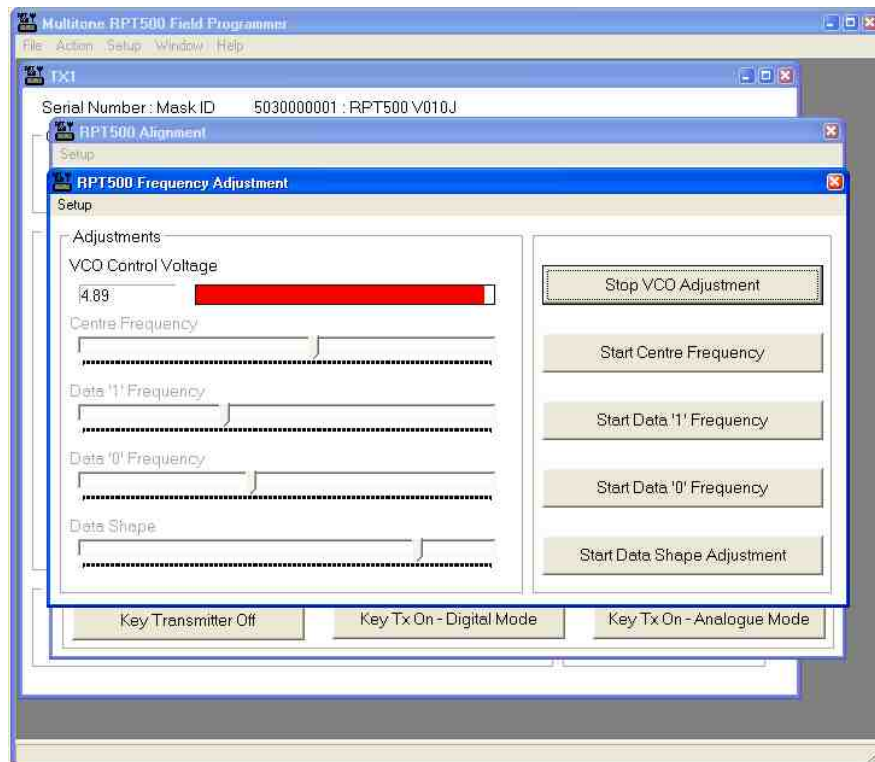 Multitone RPT500 Field Programmer
File Action Setup Window Help
TX1
Serial Number : Mask ID 5030000001 : RPT500 V010J
RPT500 Alignment
Setup
RPT500 Frequency Adjustment
Setup
Adjustments
VCO Control Voltage
4.89
Stop VCO Adjustment
Centre Frequency
Start Centre Frequency
Data '1' Frequency
Start Data '1' Frequency
Data '0' Frequency
Start Data '0' Frequency
Data Shape
Start Data Shape Adjustment
Key Transmitter Off
Key Tx On - Digital Mode
Key Tx On - Analogue Mode